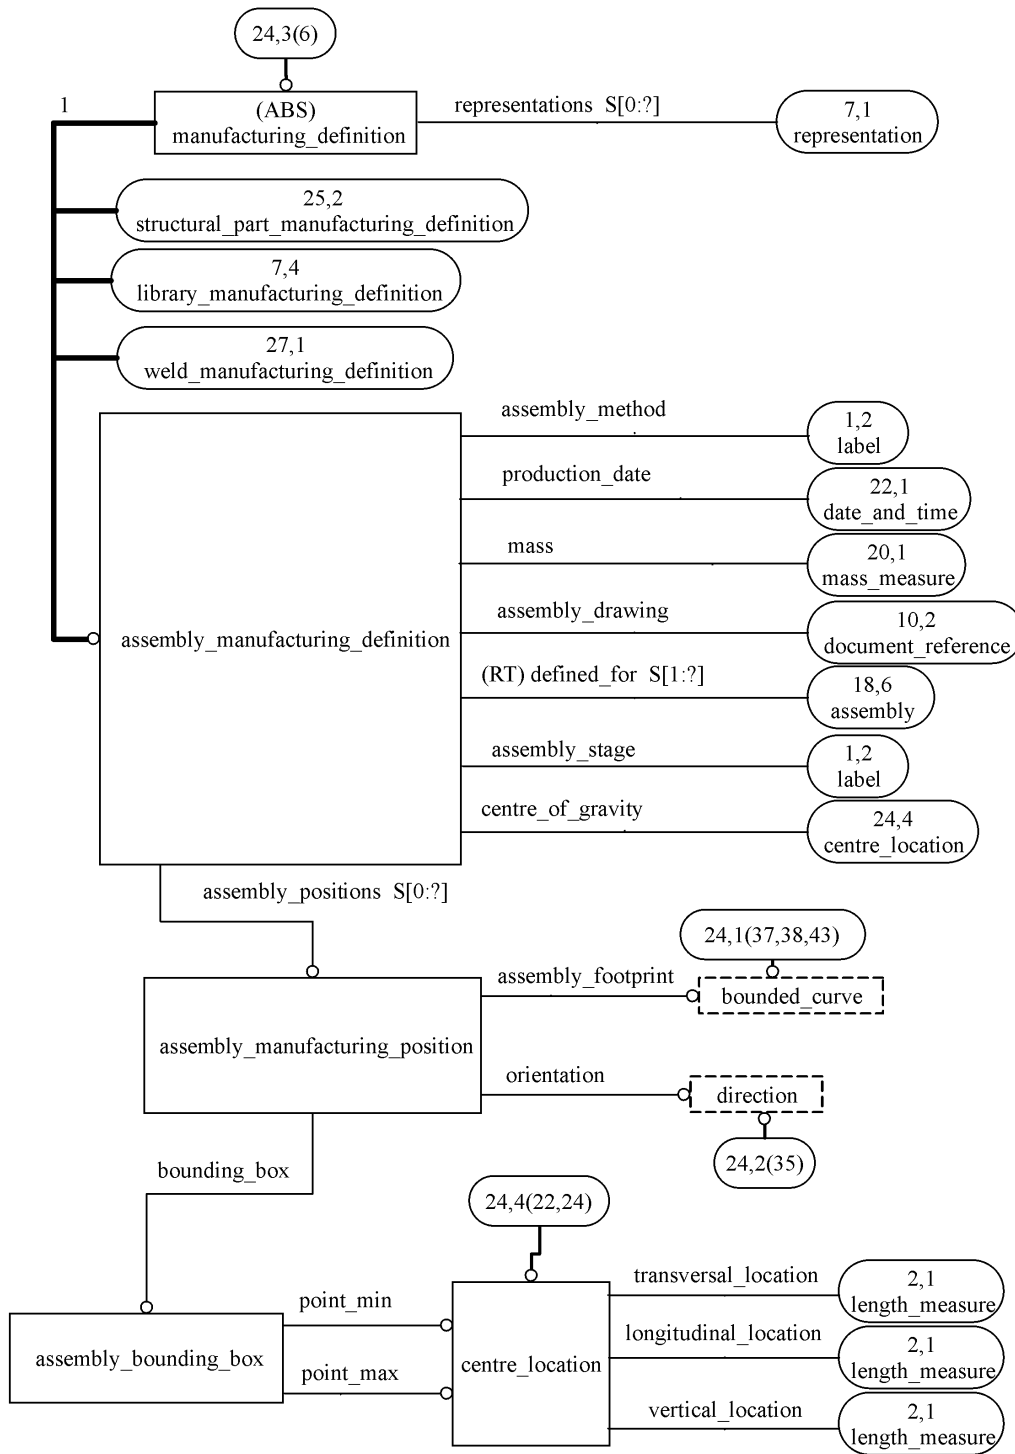 24,3(6)
1
(ABS)
manufacturing_definition
representations S[0:?]
7,1
representation
25,2
structural_part_manufacturing_definition
7,4
library_manufacturing_definition
27,1
weld_manufacturing_definition
assembly_manufacturing_definition
assembly_method
1,2
label
production_date
22,1
date_and_time
mass
20,1
mass_measure
assembly_drawing
10,2
document_reference
(RT) defined_for S[1:?]
18,6
assembly
assembly_stage
1,2
label
centre_of_gravity
24,4
centre_location
assembly_positions S[0:?]
24,1(37,38,43)
assembly_footprint
bounded_curve
assembly_manufacturing_position
orientation
direction
24,2(35)
bounding_box
24,4(22,24)
assembly_bounding_box
point_min
point_max
centre_location
transversal_location
2,1
length_measure
longitudinal_location
2,1
length_measure
vertical_location
2,1
length_measure